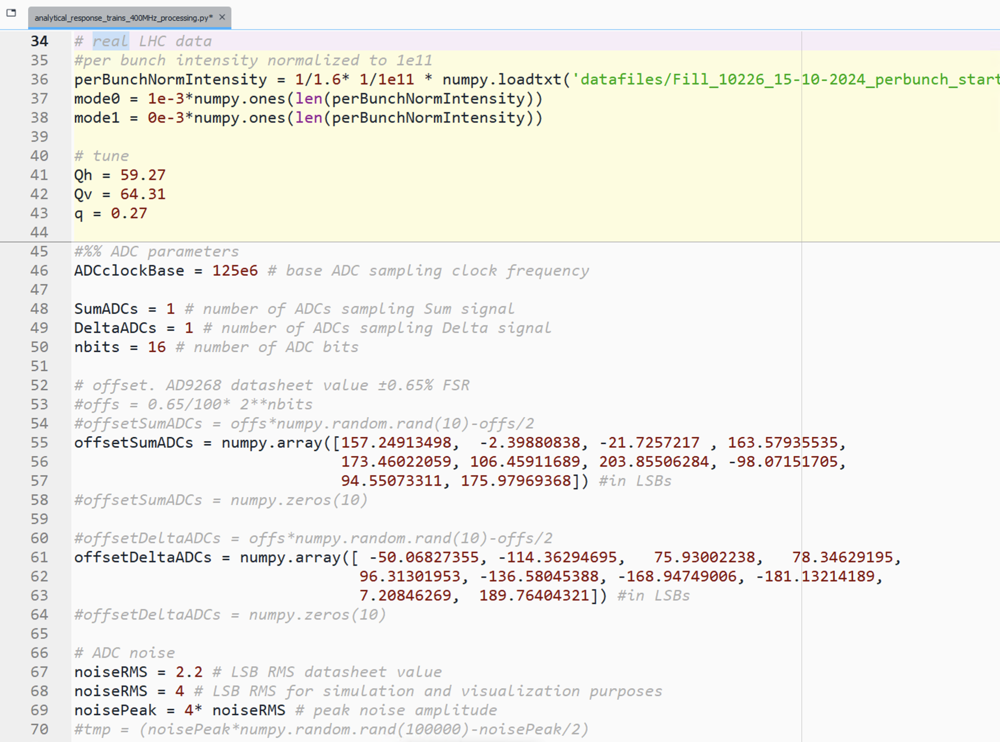 analytical_response_trains_400MHz_processing.py*
34 # real LHC data
35 #per bunch intensity normalized to 1e11
36 perBunchNormIntensity = 1/1.6* 1/1e11 * numpy.loadtxt('datafiles/Fill_10226_15-10-2024_perbunch_start
37 mode0 = 1e-3*numpy.ones(len(perBunchNormIntensity))
38 mode1 = 0e-3*numpy.ones(len(perBunchNormIntensity))
39
40 # tune
41 Qh = 59.27
42 Qv = 64.31
43 q = 0.27
44
45 #%% ADC parameters
46 ADCclockBase = 125e6 # base ADC sampling clock frequency
47
48 SumADCs = 1 # number of ADCs sampling Sum signal
49 DeltaADCs = 1 # number of ADCs sampling Delta signal
50 nbits = 16 # number of ADC bits
51
52 # offset. AD9268 datasheet value ±0.65% FSR
53 #offs = 0.65/100* 2**nbits
54 #offsetSumADCs = offs*numpy.random.rand(10)-offs/2
55 offsetSumADCs = numpy.array([157.24913498,  -2.39880838, -21.7257217 , 163.57935535,
56                              173.46022059, 106.45911689, 203.85506284, -98.07151705,
57                              94.55073311, 175.97969368]) #in LSBs
58 #offsetSumADCs = numpy.zeros(10)
59
60 #offsetDeltaADCs = offs*numpy.random.rand(10)-offs/2
61 offsetDeltaADCs = numpy.array([ -50.06827355, -114.36294695,   75.93002238,   78.34629195,
62                                96.31301953, -136.58045388, -168.94749006, -181.13214189,
63                                7.20846269,  189.76404321]) #in LSBs
64 #offsetDeltaADCs = numpy.zeros(10)
65
66 # ADC noise
67 noiseRMS = 2.2 # LSB RMS datasheet value
68 noiseRMS = 4 # LSB RMS for simulation and visualization purposes
69 noisePeak = 4* noiseRMS # peak noise amplitude
70 #tmp = (noisePeak*numpy.random.rand(100000)-noisePeak/2)